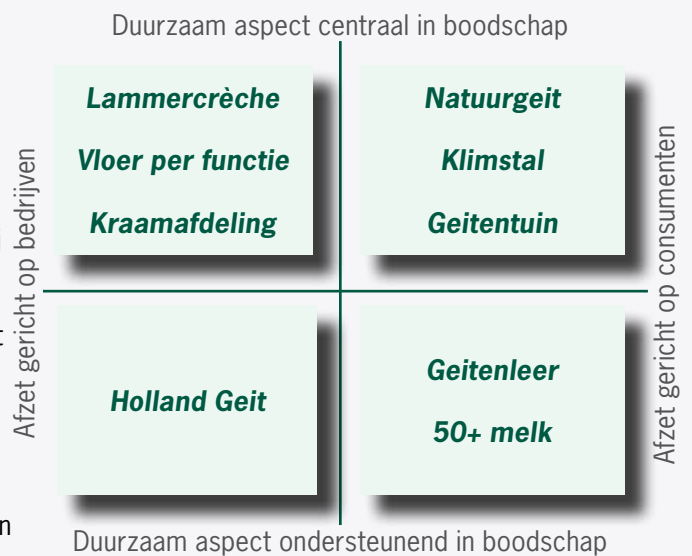 Duurzaam aspect centraal in boodschap
Afzet gericht op bedrijven
Lammercrèche
Vloer per functie
Kraamafdeling
Natuurgeit
Klimstal
Geitentuin
Afzet gericht op consumenten
Holland Geit
Geitenleer
50+ melk
n
Duurzaam aspect ondersteunend in boodschap